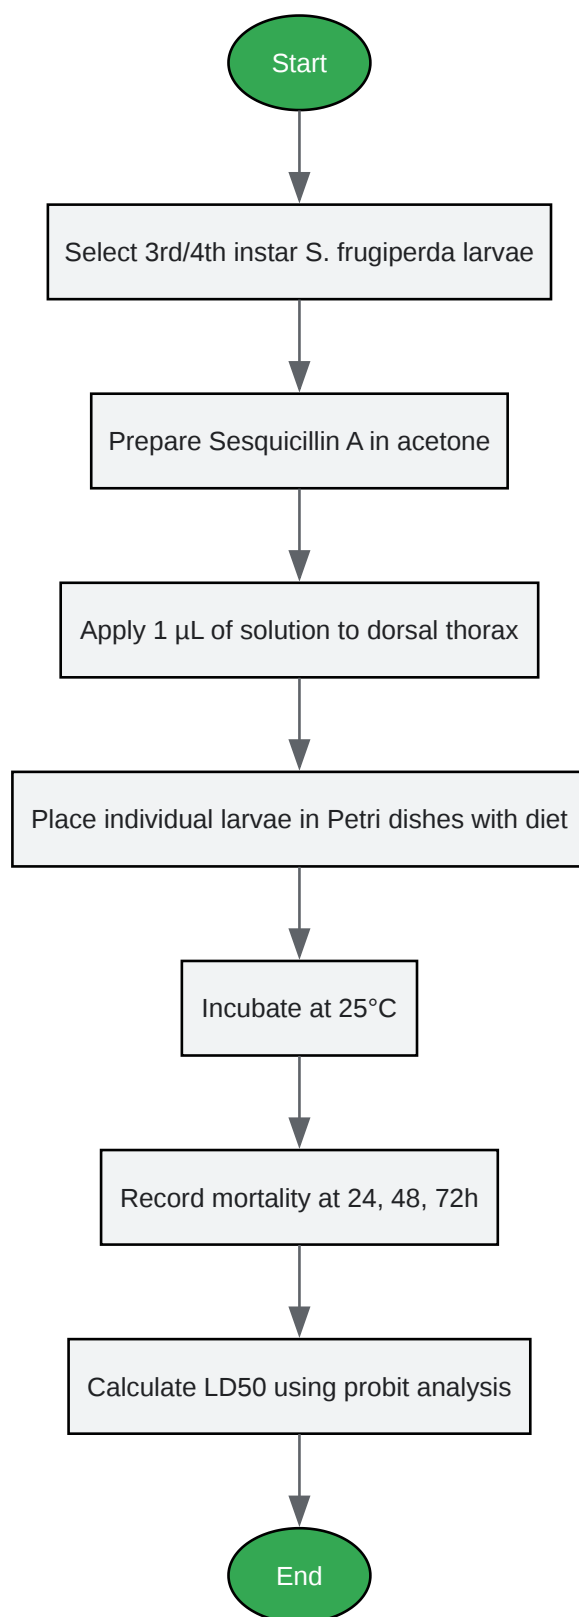 Start
Select 3rd/4th instar S. frugiperda larvae
Prepare Sesquicillin A in acetone
Apply 1 µL of solution to dorsal thorax
Place individual larvae in Petri dishes with diet
Incubate at 25°C
Record mortality at 24, 48, 72h
Calculate LD50 using probit analysis
End